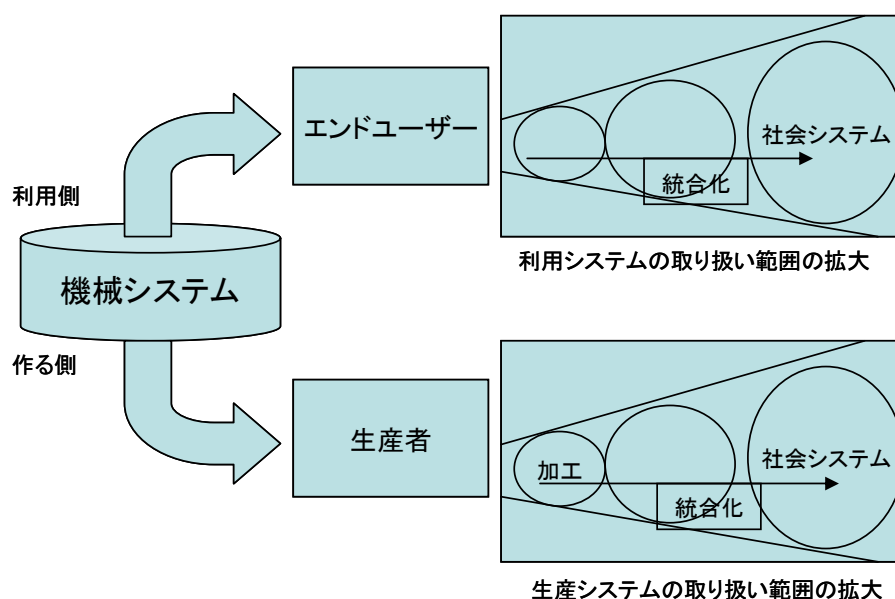 利用側
機械システム
作る側
エンドユーザー
社会システム
統合化
利用システムの取り扱い範囲の拡大
生産者
加工
社会システム
統合化
生産システムの取り扱い範囲の拡大